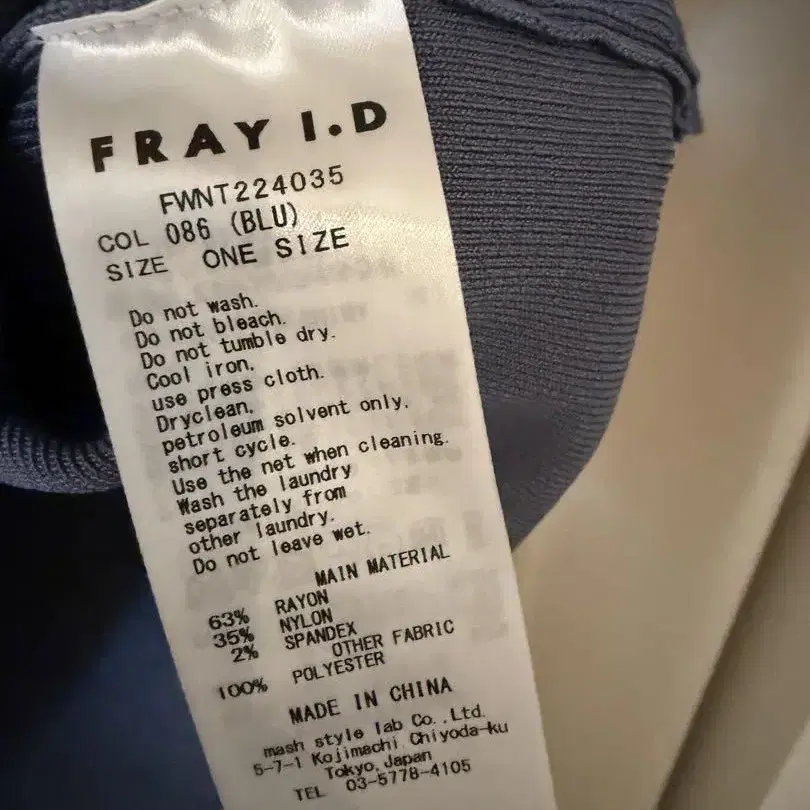 FRAY I.D
FWNT224035
COL 086 (BLU)
SIZE ONE SIZE
Do not wash.
Do not bleach.
Do not tumble dry.
Cool iron.
use press cloth.
Dryclean.
petroleum solvent only.
short cycle.
Use the net when cleaning.
Wash the laundry
separately from
other laundry.
Do not leave wet.
MAIN MATERIAL
63% RAYON
35% NYLON
2% SPANDEX
OTHER FABRIC
100% POLYESTER
MADE IN CHINA
mash style lab Co.,Ltd.
5-7-1 Kojimachi Chiyoda-ku
Tokyo,Japan
TEL 03-5778-4105